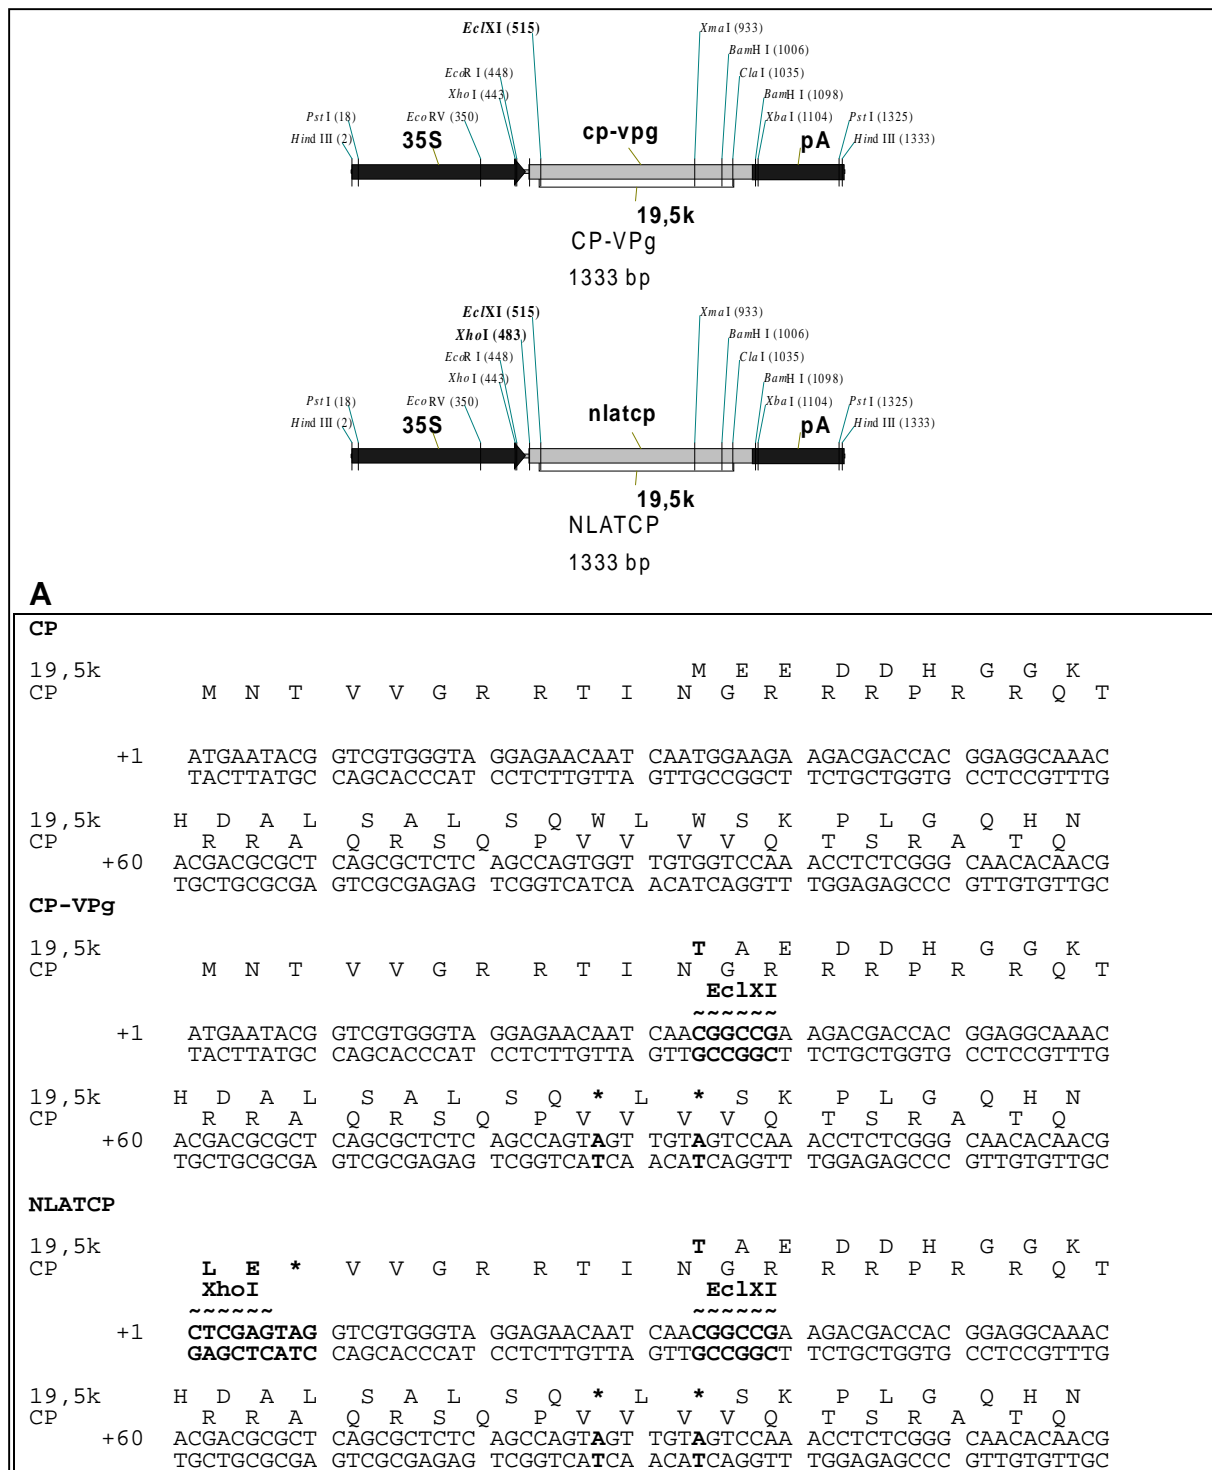 EclXI (515) XmaI (933)
BamH I (1006)
EcoR I (448) ClaI (1035)
XhoI (443) BamH I (1098)
PstI (18) EcoRV (350) XbaI (1104) PstI (1325)
Hind III (2) 35S cp-vpg pA Hind III (1333)
19,5k
CP-VPg
1333 bp
EclXI (515) XmaI (933)
XhoI (483) BamH I (1006)
EcoR I (448) ClaI (1035)
XhoI (443) BamH I (1098)
PstI (18) EcoRV (350) XbaI (1104) PstI (1325)
Hind III (2) 35S nlatcp pA Hind III (1333)
19,5k
NLATCP
1333 bp
A
CP
19,5k M E E D D H G G K
CP M N T V V G R R T I N G R R R P R R Q T
+1 ATGAATACG GTCGTGGGTA GGAGAACAAT CAATGGAAGA AGACGACCAC GGAGGCAAAC
TACTTATGC CAGCACCCAT CCTCTTGTTA GTTGCCGGCT TCTGCTGGTG CCTCCGTTTG
19,5k H D A L S A L S Q W L W S K P L G Q H N
CP R R A Q R S Q P V V V V Q T S R A T Q
+60 ACGACGCGCT CAGCGCTCTC AGCCAGTGGT TGTGGTCCAA ACCTCTCGGG CAACACAACG
TGCTGCGCGA GTCGCGAGAG TCGGTCATCA ACATCAGGTT TGGAGAGCCC GTTGTGTTGC
CP-VPg
19,5k T A E D D H G G K
CP M N T V V G R R T I N G R R R P R R Q T
EclXI
~~~~~~
+1 ATGAATACG GTCGTGGGTA GGAGAACAAT CAACGGCCGA AGACGACCAC GGAGGCAAAC
TACTTATGC CAGCACCCAT CCTCTTGTTA GTTGCCGGCT TCTGCTGGTG CCTCCGTTTG
19,5k H D A L S A L S Q * L * S K P L G Q H N
CP R R A Q R S Q P V V V V Q T S R A T Q
+60 ACGACGCGCT CAGCGCTCTC AGCCAGTAGT TGTAGTCCAA ACCTCTCGGG CAACACAACG
TGCTGCGCGA GTCGCGAGAG TCGGTCATCA ACATCAGGTT TGGAGAGCCC GTTGTGTTGC
NLATCP
19,5k T A E D D H G G K
CP L E * V V G R R T I N G R R R P R R Q T
XhoI EclXI
~~~~~~ ~~~~~~
+1 CTCGAGTAG GTCGTGGGTA GGAGAACAAT CAACGGCCGA AGACGACCAC GGAGGCAAAC
GAGCTCATC CAGCACCCAT CCTCTTGTTA GTTGCCGGCT TCTGCTGGTG CCTCCGTTTG
19,5k H D A L S A L S Q * L * S K P L G Q H N
CP R R A Q R S Q P V V V V Q T S R A T Q
+60 ACGACGCGCT CAGCGCTCTC AGCCAGTAGT TGTAGTCCAA ACCTCTCGGG CAACACAACG
TGCTGCGCGA GTCGCGAGAG TCGGTCATCA ACATCAGGTT TGGAGAGCCC GTTGTGTTGC